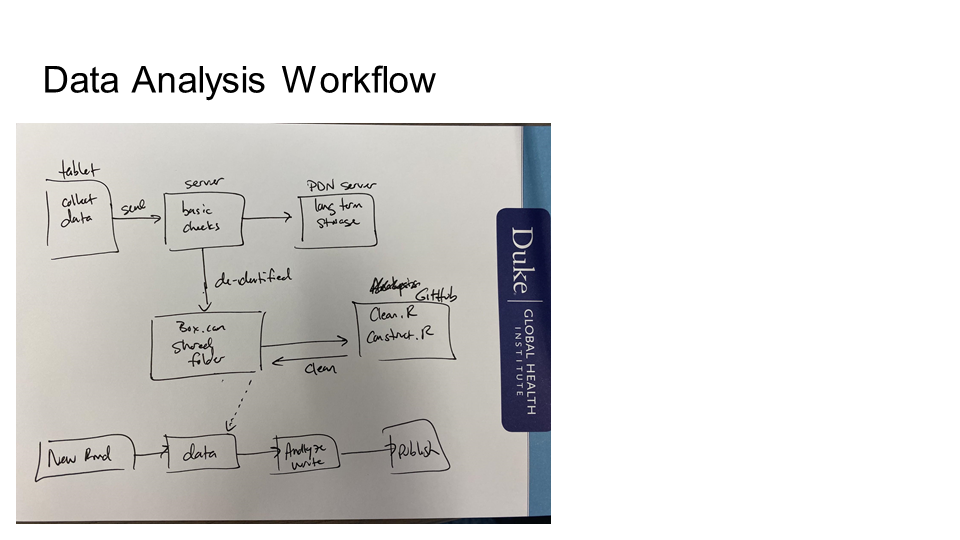 Data Analysis Workflow
tablet
collect
data
send
server
basic
checks
PDN server
long term
storage
de-identified
Box.com
Shared
folder
GitHub
Clean.R
Construct.R
Clean
New Rmd
data
Analyze
write
publish
Duke
GLOBAL HEALTH
INSTITUTE